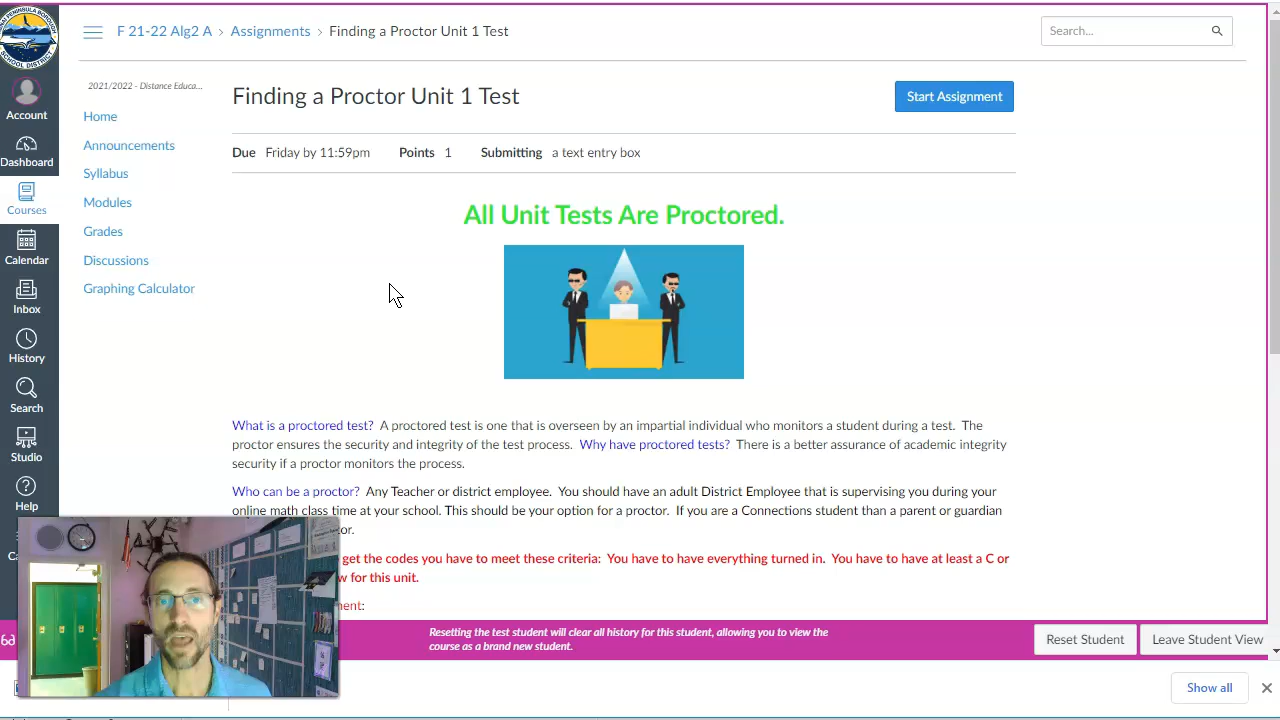 F 21-22 Alg2 A > Assignments > Finding a Proctor Unit 1 Test
Search...
SCHOOL DISTRICT
Account
Dashboard
Courses
Calendar
Inbox
History
Search
Studio
Help
2021/2022 - Distance Educa...
Home
Announcements
Syllabus
Modules
Grades
Discussions
Graphing Calculator
Finding a Proctor Unit 1 Test
Start Assignment
Due Friday by 11:59pm Points 1 Submitting a text entry box
All Unit Tests Are Proctored.
What is a proctored test? A proctored test is one that is overseen by an impartial individual who monitors a student during a test. The
proctor ensures the security and integrity of the test process. Why have proctored tests? There is a better assurance of academic integrity
security if a proctor monitors the process.
Who can be a proctor? Any Teacher or district employee. You should have an adult District Employee that is supervising you during your
online math class time at your school. This should be your option for a proctor. If you are a Connections student than a parent or guardian
get the codes you have to meet these criteria: You have to have everything turned in. You have to have at least a C or
for this unit.
Resetting the test student will clear all history for this student, allowing you to view the
course as a brand new student.
Reset Student
Leave Student View
Show all